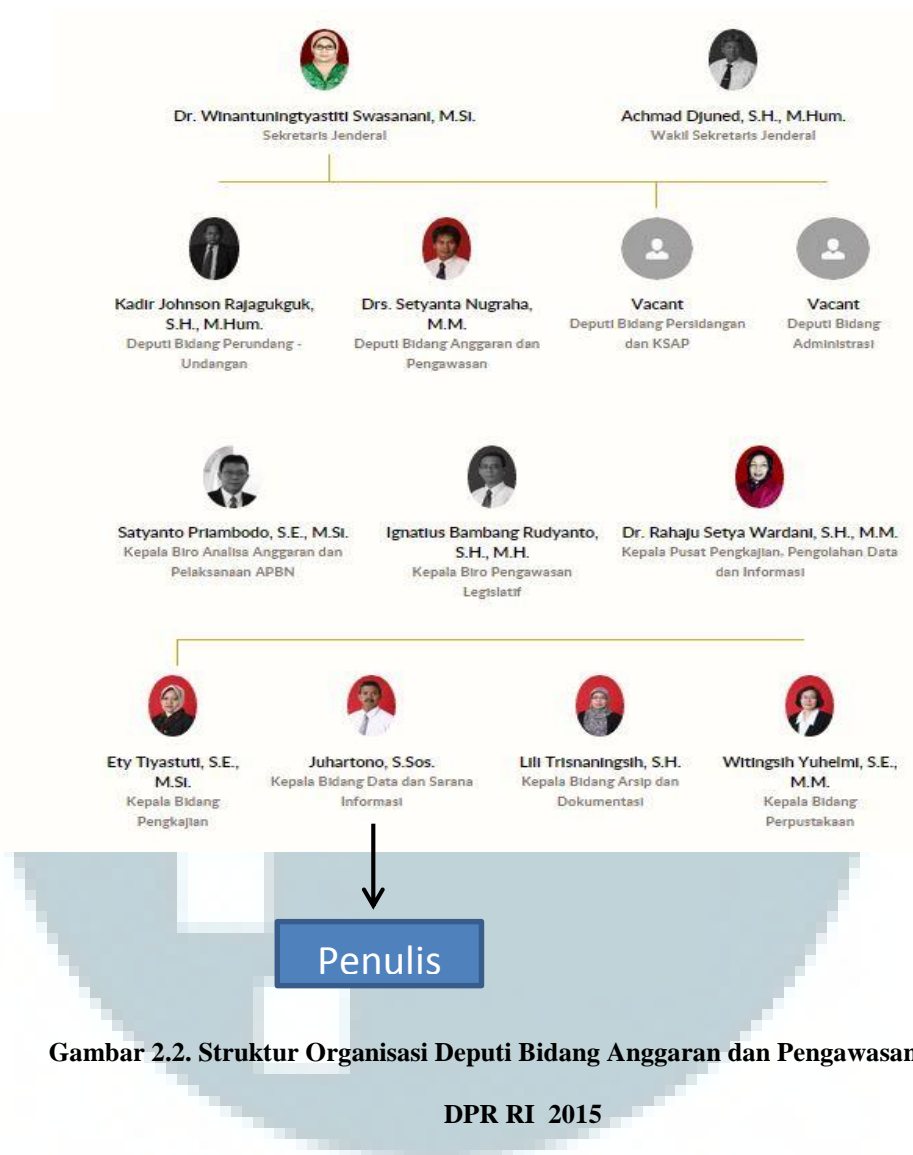 Dr. Winantuningtyastiti Swasanani, M.Si.
Sekretaris Jenderal
Achmad Djuned, S.H., M.Hum.
Wakil Sekretaris Jenderal
Kadir Johnson Rajagukguk,
S.H., M.Hum.
Deputi Bidang Perundang -
Undangan
Drs. Setyanta Nugraha,
M.M.
Deputi Bidang Anggaran dan
Pengawasan
Vacant
Deputi Bidang Persidangan
dan KSAP
Vacant
Deputi Bidang
Administrasi
Satyanto Priambodo, S.E., M.Si.
Kepala Biro Analisa Anggaran dan
Pelaksanaan APBN
Ignatius Bambang Rudyanto,
S.H., M.H.
Kepala Biro Pengawasan
Legislatif
Dr. Rahaju Setya Wardani, S.H., M.M.
Kepala Pusat Pengkajian, Pengolahan Data
dan Informasi
Ety Tiyastuti, S.E.,
M.Si.
Kepala Bidang
Pengkajian
Juhartono, S.Sos.
Kepala Bidang Data dan Sarana
Informasi
Lili Trisnaningsih, S.H.
Kepala Bidang Arsip dan
Dokumentasi
Witingsih Yuhelmi, S.E.,
M.M.
Kepala Bidang
Perpustakaan
Penulis
Gambar 2.2. Struktur Organisasi Deputi Bidang Anggaran dan Pengawasan
DPR RI 2015